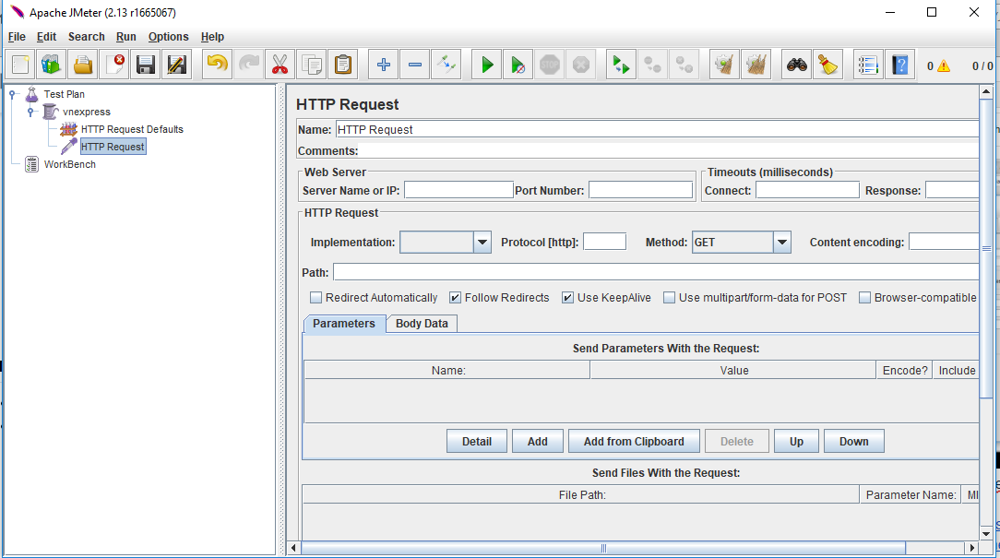 Apache JMeter (2.13 r1665067)
File Edit Search Run Options Help
STOP
? 0 0 / 0
Test Plan
vnexpress
HTTP Request Defaults
HTTP Request
WorkBench
HTTP Request
Name: HTTP Request
Comments:
Web Server
Server Name or IP: Port Number:
Timeouts (milliseconds)
Connect: Response:
HTTP Request
Implementation: Protocol [http]: Method: GET Content encoding:
Path:
Redirect Automatically Follow Redirects Use KeepAlive Use multipart/form-data for POST Browser-compatible
Parameters Body Data
Send Parameters With the Request:
Name: Value Encode? Include
Detail Add Add from Clipboard Delete Up Down
Send Files With the Request:
File Path: Parameter Name: MI